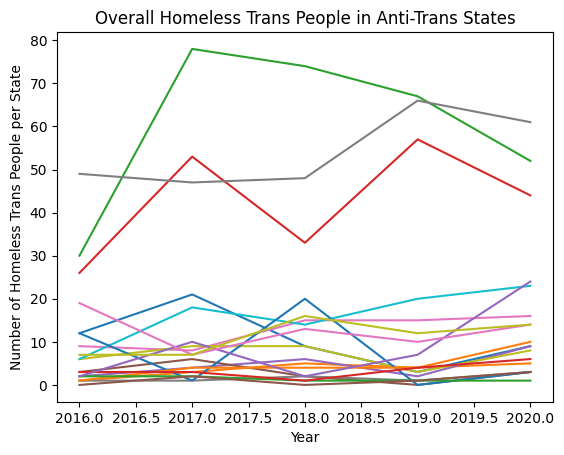 Overall Homeless Trans People in Anti-Trans States
Number of Homeless Trans People per State
80
70
60
50
40
30
20
10
0
2016.0 2016.5 2017.0 2017.5 2018.0 2018.5 2019.0 2019.5 2020.0
Year